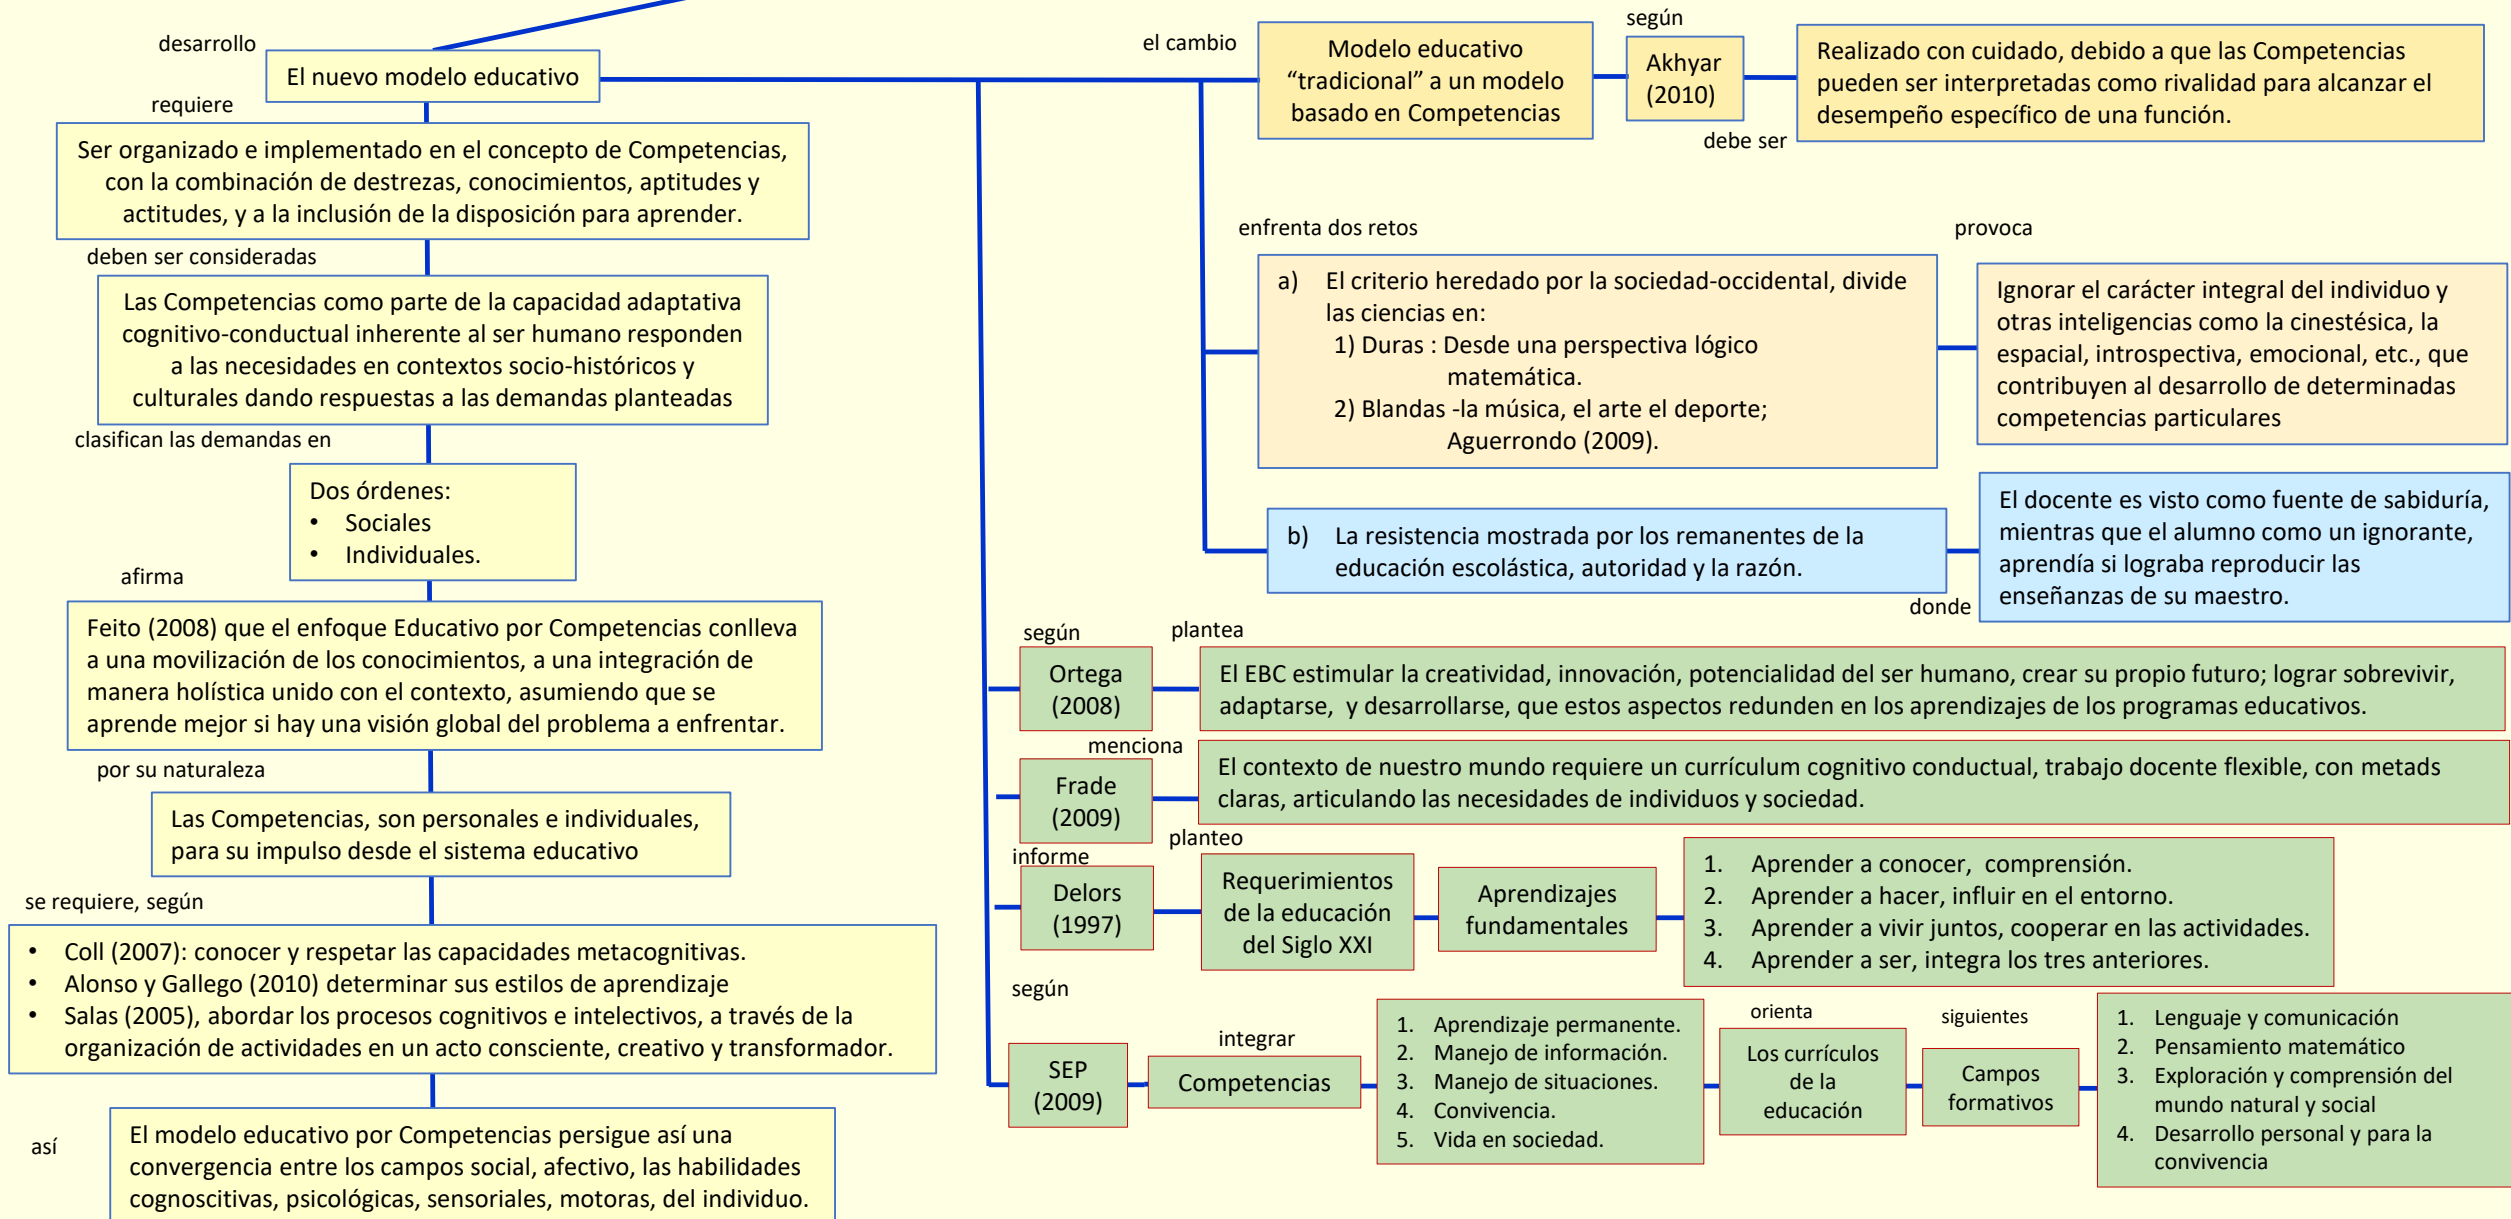 desarrollo
El nuevo modelo educativo
requiere
Ser organizado e implementado en el concepto de Competencias,
con la combinación de destrezas, conocimientos, aptitudes y
actitudes, y a la inclusión de la disposición para aprender.
deben ser consideradas
Las Competencias como parte de la capacidad adaptativa
cognitivo-conductual inherente al ser humano responden
a las necesidades en contextos socio-históricos y
culturales dando respuestas a las demandas planteadas
clasifican las demandas en
Dos órdenes:
• Sociales
• Individuales.
afirma
Feito (2008) que el enfoque Educativo por Competencias conlleva
a una movilización de los conocimientos, a una integración de
manera holística unido con el contexto, asumiendo que se
aprende mejor si hay una visión global del problema a enfrentar.
por su naturaleza
Las Competencias, son personales e individuales,
para su impulso desde el sistema educativo
se requiere, según
• Coll (2007): conocer y respetar las capacidades metacognitivas.
• Alonso y Gallego (2010) determinar sus estilos de aprendizaje
• Salas (2005), abordar los procesos cognitivos e intelectivos, a través de la
organización de actividades en un acto consciente, creativo y transformador.
así
El modelo educativo por Competencias persigue así una
convergencia entre los campos social, afectivo, las habilidades
cognoscitivas, psicológicas, sensoriales, motoras, del individuo.
el cambio
Modelo educativo
“tradicional” a un modelo
basado en Competencias
según
Akhyar
(2010)
debe ser
Realizado con cuidado, debido a que las Competencias
pueden ser interpretadas como rivalidad para alcanzar el
desempeño específico de una función.
enfrenta dos retos
a) El criterio heredado por la sociedad-occidental, divide
las ciencias en:
1) Duras : Desde una perspectiva lógico
matemática.
2) Blandas -la música, el arte el deporte;
Aguerrondo (2009).
provoca
Ignorar el carácter integral del individuo y
otras inteligencias como la cinestésica, la
espacial, introspectiva, emocional, etc., que
contribuyen al desarrollo de determinadas
competencias particulares
b) La resistencia mostrada por los remanentes de la
educación escolástica, autoridad y la razón.
donde
El docente es visto como fuente de sabiduría,
mientras que el alumno como un ignorante,
aprendía si lograba reproducir las
enseñanzas de su maestro.
según
Ortega
(2008)
plantea
El EBC estimular la creatividad, innovación, potencialidad del ser humano, crear su propio futuro; lograr sobrevivir,
adaptarse, y desarrollarse, que estos aspectos redunden en los aprendizajes de los programas educativos.
menciona
Frade
(2009)
El contexto de nuestro mundo requiere un currículum cognitivo conductual, trabajo docente flexible, con metads
claras, articulando las necesidades de individuos y sociedad.
informe
Delors
(1997)
planteo
Requerimientos
de la educación
del Siglo XXI
Aprendizajes
fundamentales
1. Aprender a conocer, comprensión.
2. Aprender a hacer, influir en el entorno.
3. Aprender a vivir juntos, cooperar en las actividades.
4. Aprender a ser, integra los tres anteriores.
según
SEP
(2009)
integrar
Competencias
1. Aprendizaje permanente.
2. Manejo de información.
3. Manejo de situaciones.
4. Convivencia.
5. Vida en sociedad.
orienta
Los currículos
de la
educación
siguientes
Campos
formativos
1. Lenguaje y comunicación
2. Pensamiento matemático
3. Exploración y comprensión del
mundo natural y social
4. Desarrollo personal y para la
convivencia